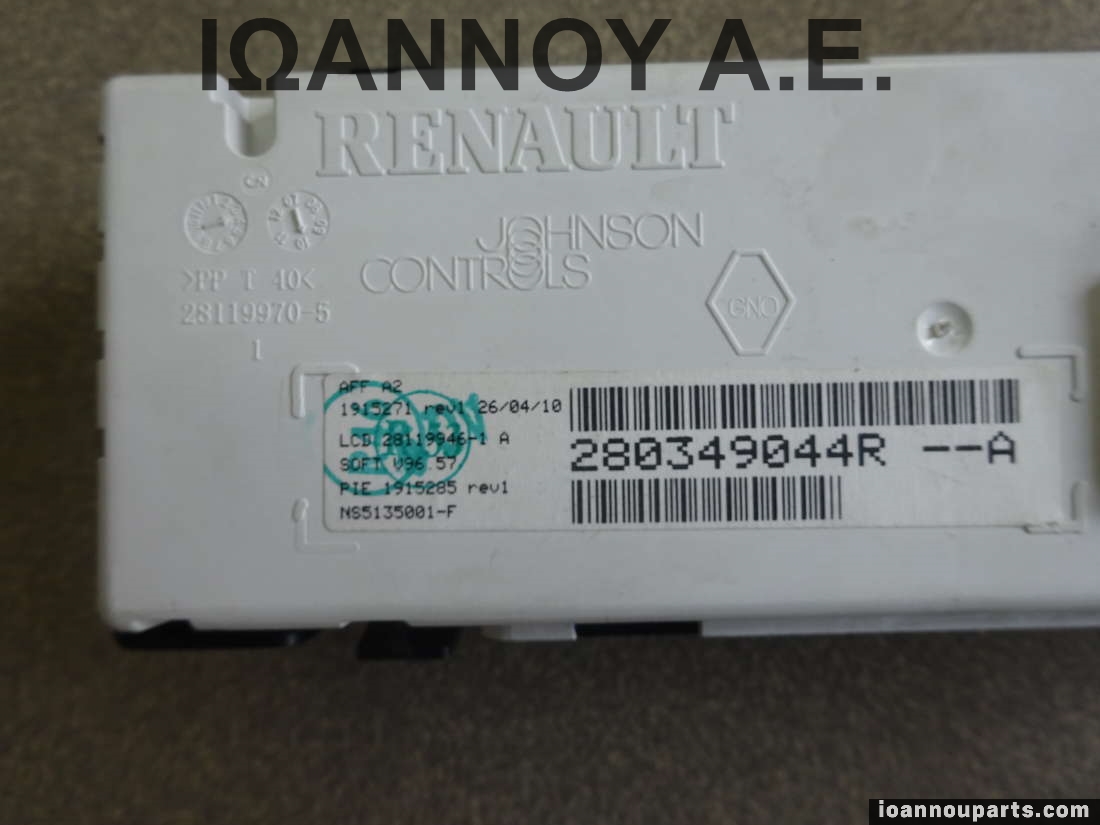 ΙΩΑΝΝΟΥ Α.Ε.
RENAULT
JOHNSON
CONTROLS
GNO
>PP T 40<
28119970-5
1
AFF A2
1915271 rev1 26/04/10
LCD 28119946-1 A
SOFT V96.57
PIE 1915285 rev1
NS5135001-F
280349044R --A
ioannouparts.com